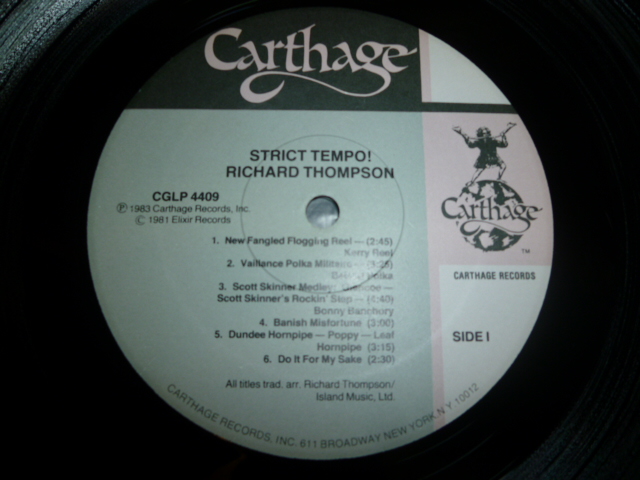 Carthage
STRICT TEMPO!
RICHARD THOMPSON
CGLP 4409
℗ 1983 Carthage Records, Inc.
© 1981 Elixir Records
Carthage
TM
CARTHAGE RECORDS
SIDE I
1. New Fangled Flogging Reel — (2:45)
Kerry Reel
2. Vaillance Polka Militaire — (1:25)
Polka
3. Scott Skinner Medley: —
Scott Skinner's Rockin' Step — (4:40)
Bonny Banchory
4. Banish Misfortune (3:00)
5. Dundee Hornpipe — Poppy — Leaf
Hornpipe (3:15)
6. Do It For My Sake (2:30)
All titles trad. arr. Richard Thompson/
Island Music, Ltd.
CARTHAGE RECORDS, INC. 611 BROADWAY NEW YORK, N.Y. 10012